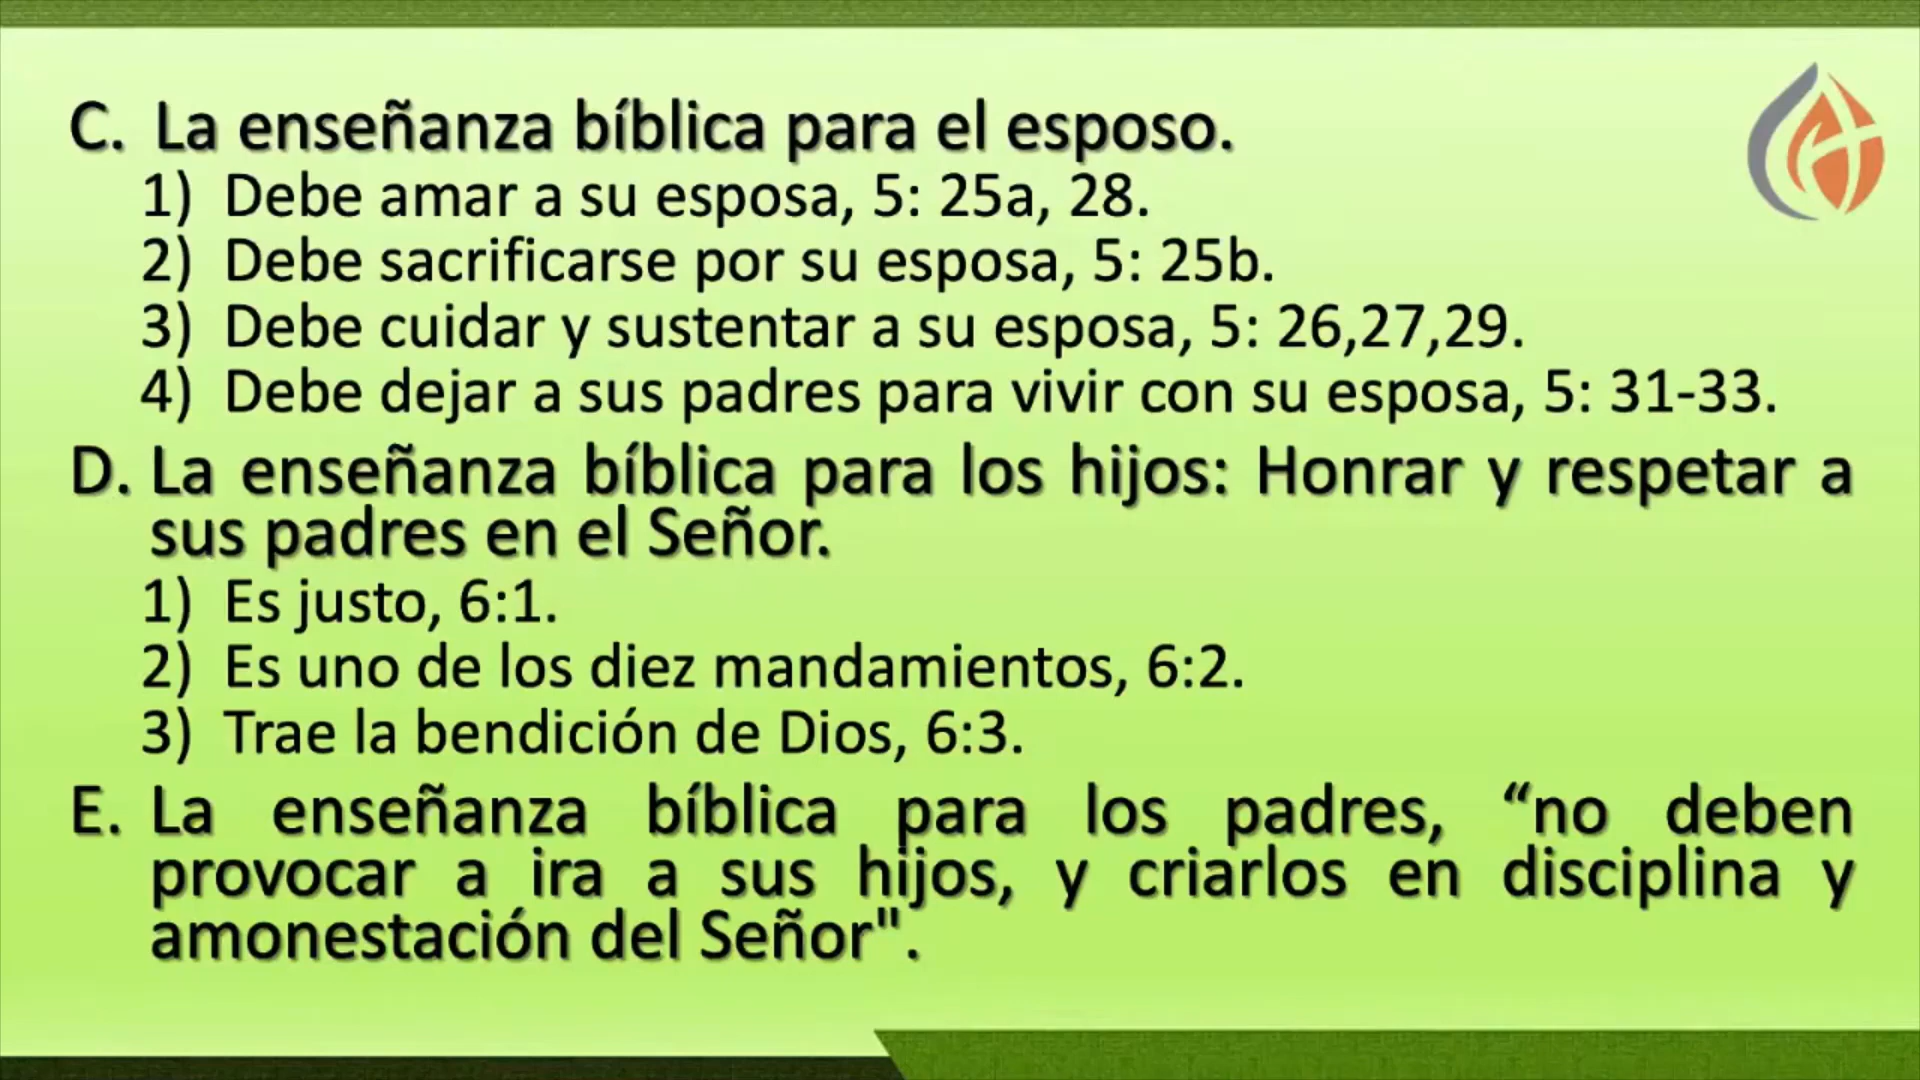 C. La enseñanza bíblica para el esposo.
1) Debe amar a su esposa, 5: 25a, 28.
2) Debe sacrificarse por su esposa, 5: 25b.
3) Debe cuidar y sustentar a su esposa, 5: 26,27,29.
4) Debe dejar a sus padres para vivir con su esposa, 5: 31-33.
D. La enseñanza bíblica para los hijos: Honrar y respetar a
sus padres en el Señor.
1) Es justo, 6:1.
2) Es uno de los diez mandamientos, 6:2.
3) Trae la bendición de Dios, 6:3.
E. La enseñanza bíblica para los padres, “no deben
provocar a ira a sus hijos, y criarlos en disciplina y
amonestación del Señor".